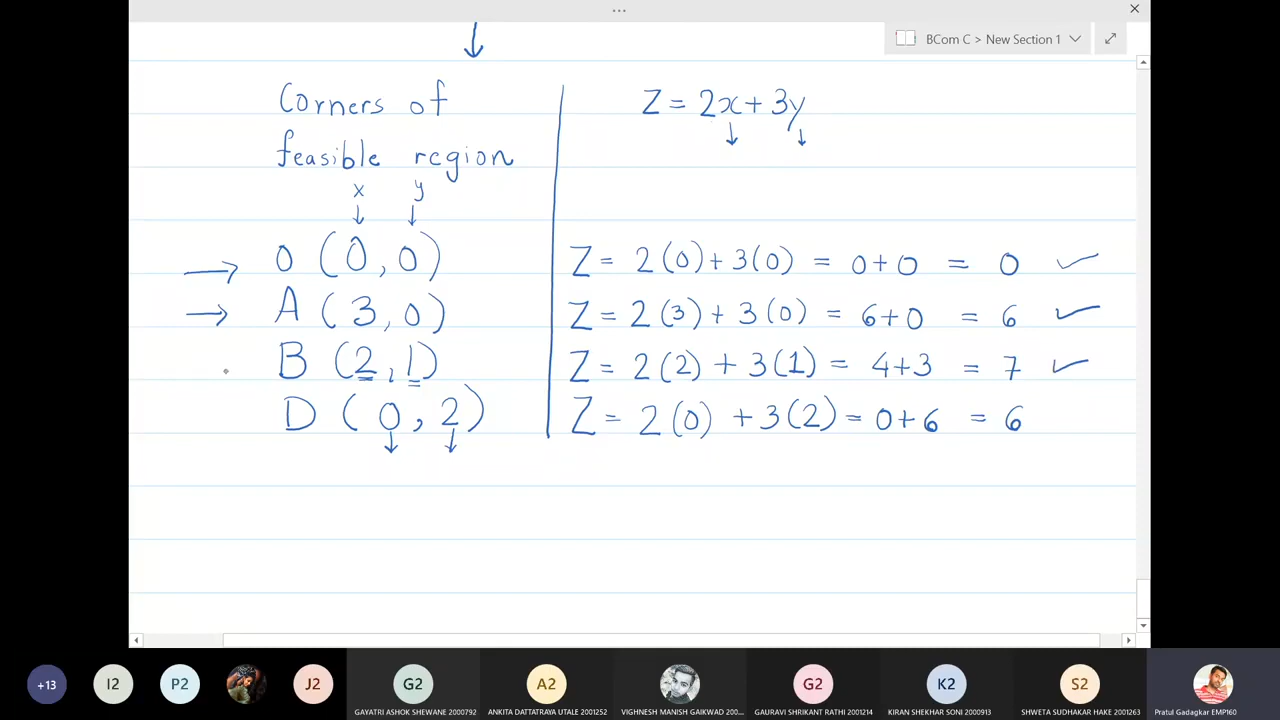 BCom C > New Section 1
Corners of
feasible region
x y
Z = 2x + 3y
O (0, 0) Z = 2(0) + 3(0) = 0 + 0 = 0 ✓
A (3, 0) Z = 2(3) + 3(0) = 6 + 0 = 6 ✓
B (2, 1) Z = 2(2) + 3(1) = 4 + 3 = 7 ✓
D (0, 2) Z = 2(0) + 3(2) = 0 + 6 = 6
+13 I2 P2 J2 G2 A2 G2 K2 S2
GAYATRI ASHOK SHEWANE 2000792 ANKITA DATTATRAYA UTALE 2001252 VIGHNESH MANISH GAIKWAD 200... GAURAVI SHRIKANT RATHI 2001214 KIRAN SHEKHAR SONI 2000913 SHWETA SUDHAKAR HAKE 2001263 Pratul Gadagkar EMP160